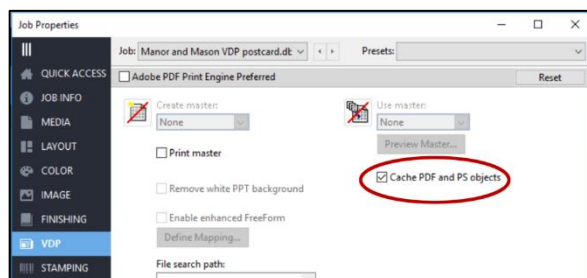 Job Properties
Job: Manor and Mason VDP postcard.dt
Presets:
QUICK ACCESS
JOB INFO
MEDIA
LAYOUT
COLOR
IMAGE
FINISHING
VDP
STAMPING
Adobe PDF Print Engine Preferred
Reset
Create master:
None
Print master
Remove white PPT background
Enable enhanced FreeForm
Define Mapping...
File search path:
Use master:
None
Preview Master...
Cache PDF and PS objects